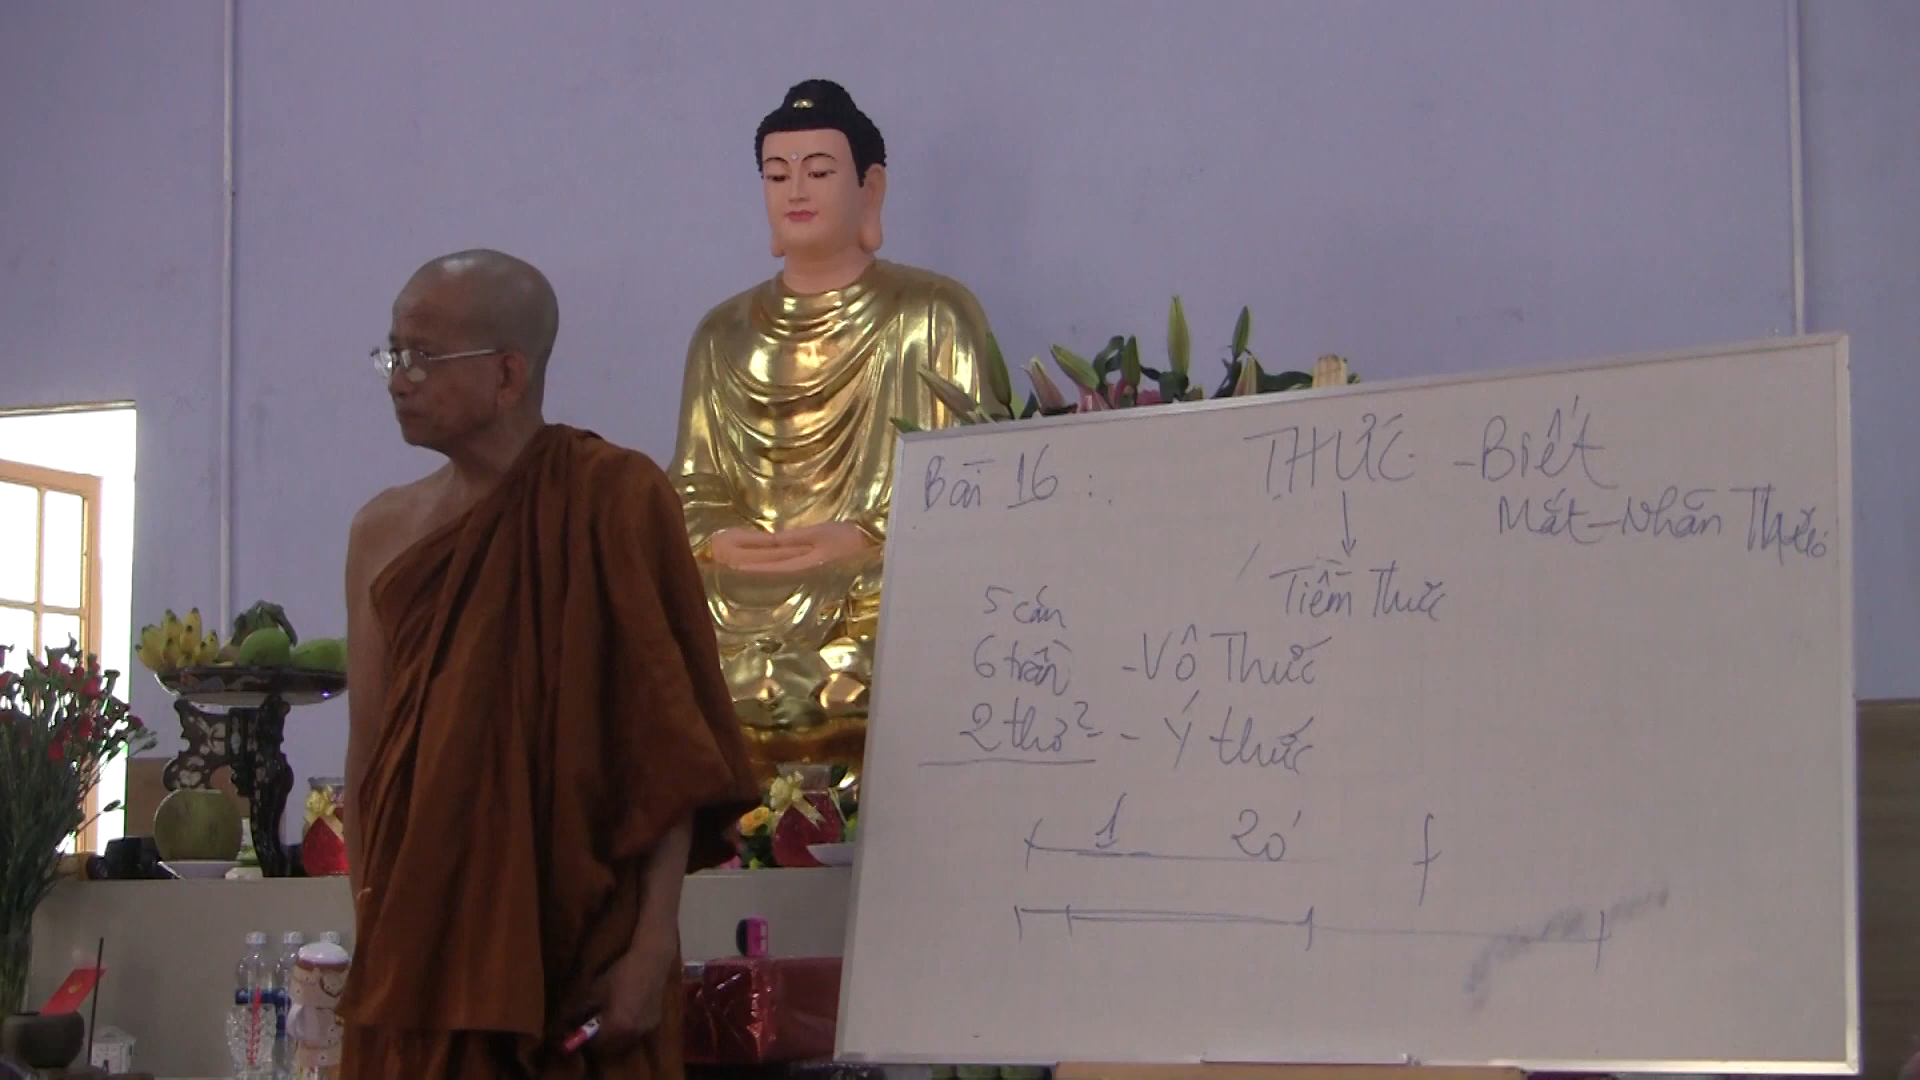 Bài 16 : THỨC - Biết
Mắt - Nhãn Thức
Tiềm Thức
5 căn
6 trần - Vô Thức
2 thơ² - Ý thức
1 20